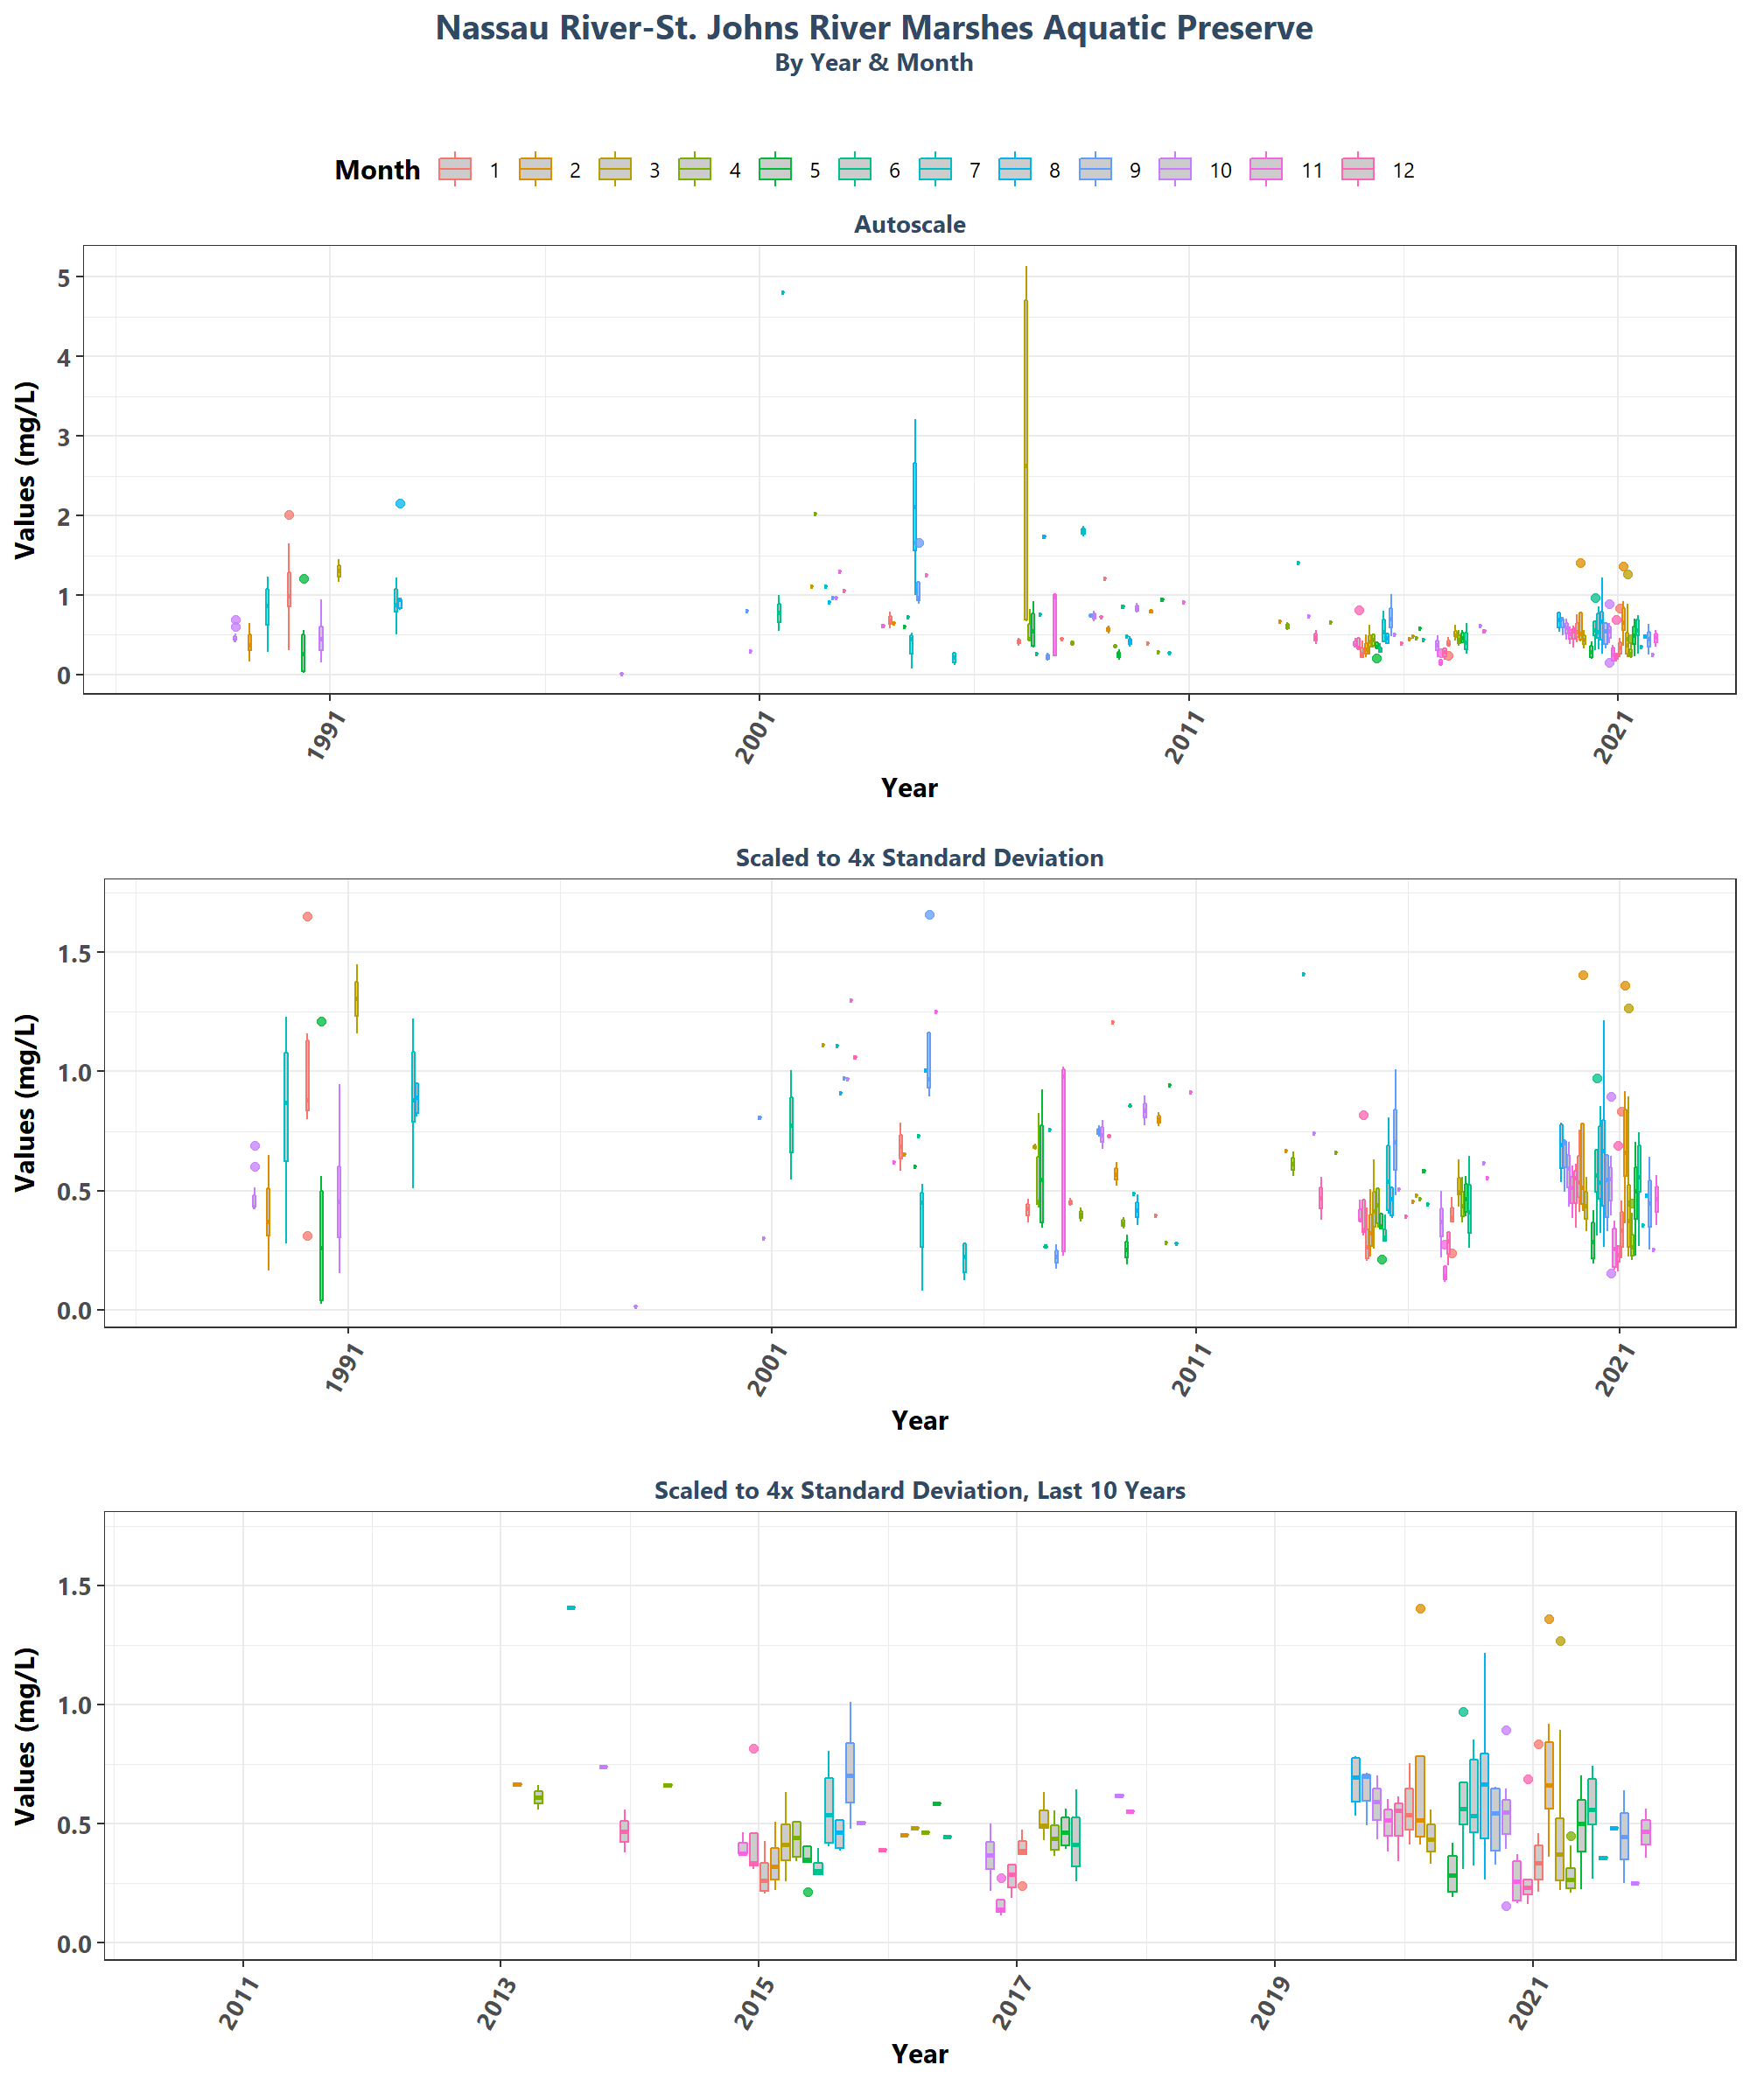 Nassau River-St. Johns River Marshes Aquatic Preserve
By Year & Month
Month 1 2 3 4 5 6 7 8 9 10 11 12
Autoscale
Values (mg/L)
5
4
3
2
1
0
1991 2001 2011 2021
Year
Scaled to 4x Standard Deviation
Values (mg/L)
1.5
1.0
0.5
0.0
1991 2001 2011 2021
Year
Scaled to 4x Standard Deviation, Last 10 Years
Values (mg/L)
1.5
1.0
0.5
0.0
2011 2013 2015 2017 2019 2021
Year